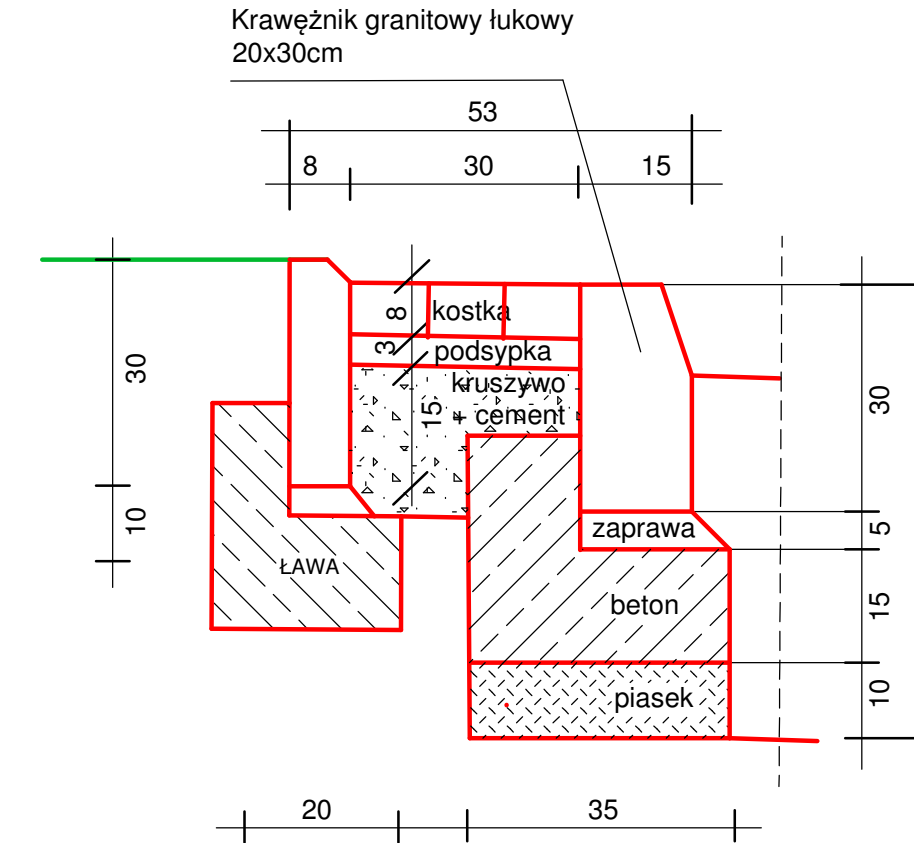 Krawężnik granitowy łukowy
20x30cm
53
8
30
15
8
kostka
3
podsypka
kruszywo
15
+ cement
30
10
ŁAWA
zaprawa
beton
piasek
30
5
15
10
20
35